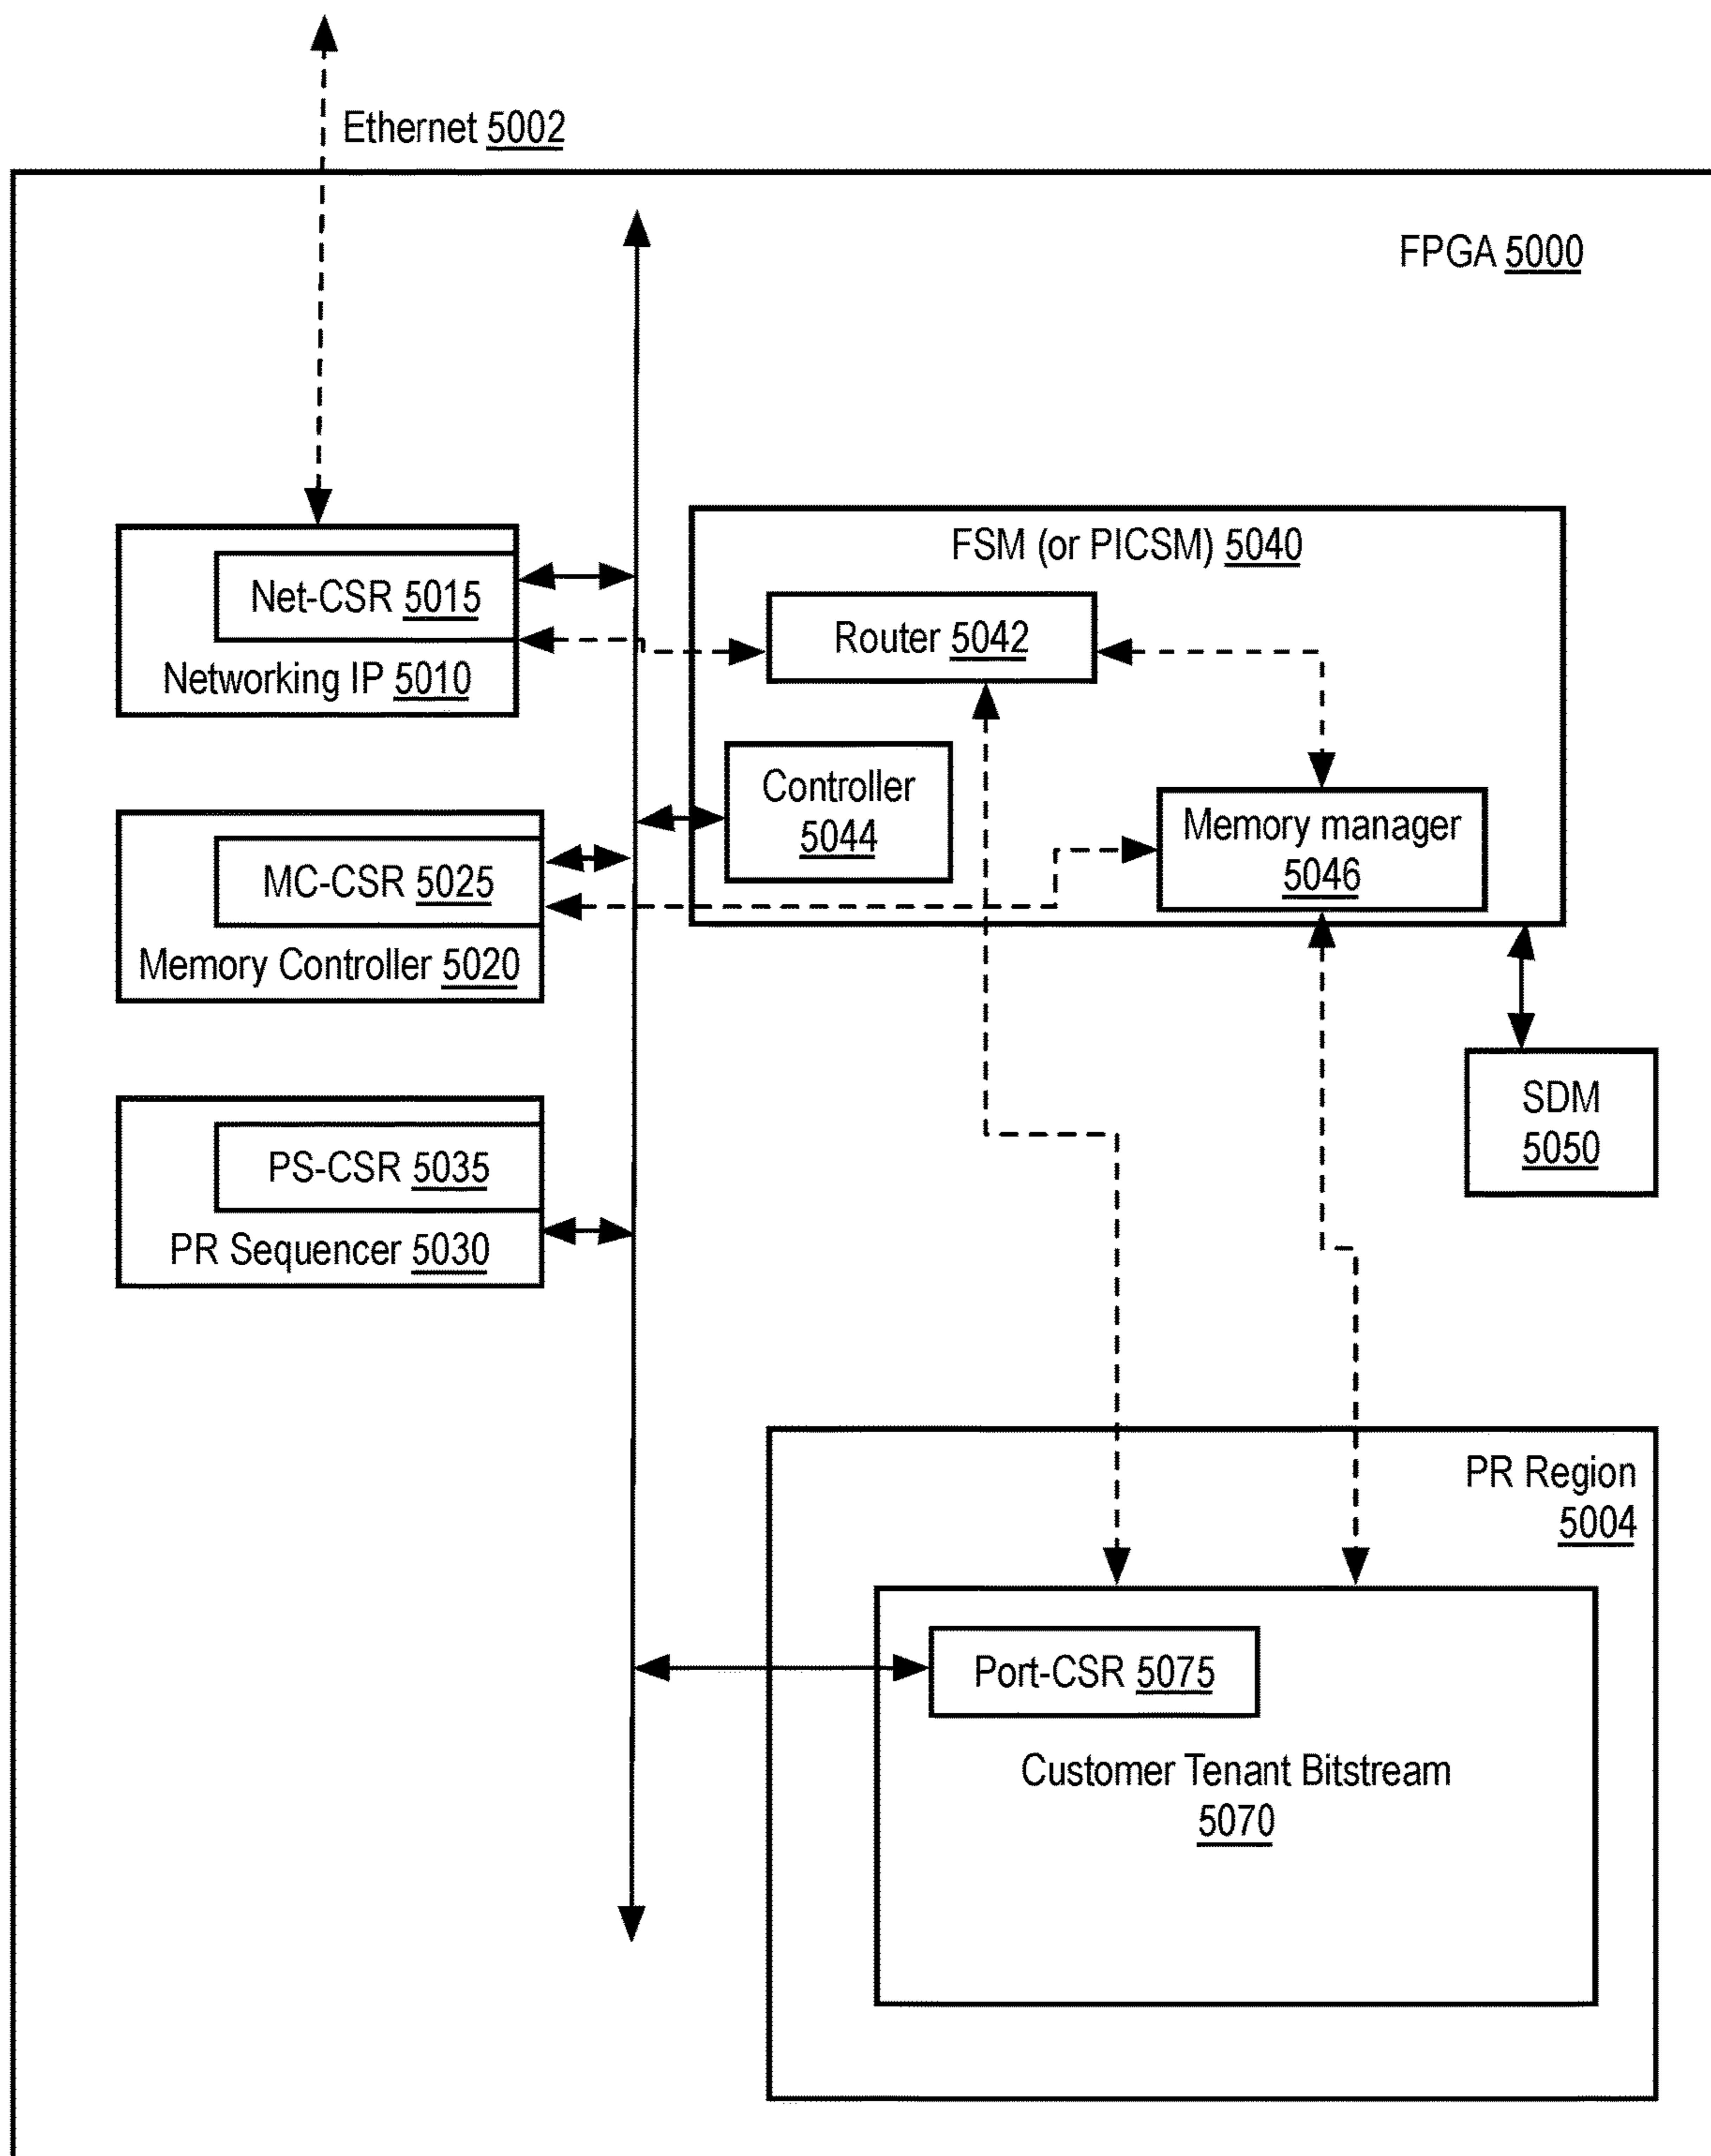 Ethernet 5002
FPGA 5000
FSM (or PICSM) 5040
Net-CSR 5015
Networking IP 5010
Router 5042
Controller
5044
Memory manager
5046
MC-CSR 5025
Memory Controller 5020
SDM
5050
PS-CSR 5035
PR Sequencer 5030
PR Region
5004
Port-CSR 5075
Customer Tenant Bitstream
5070